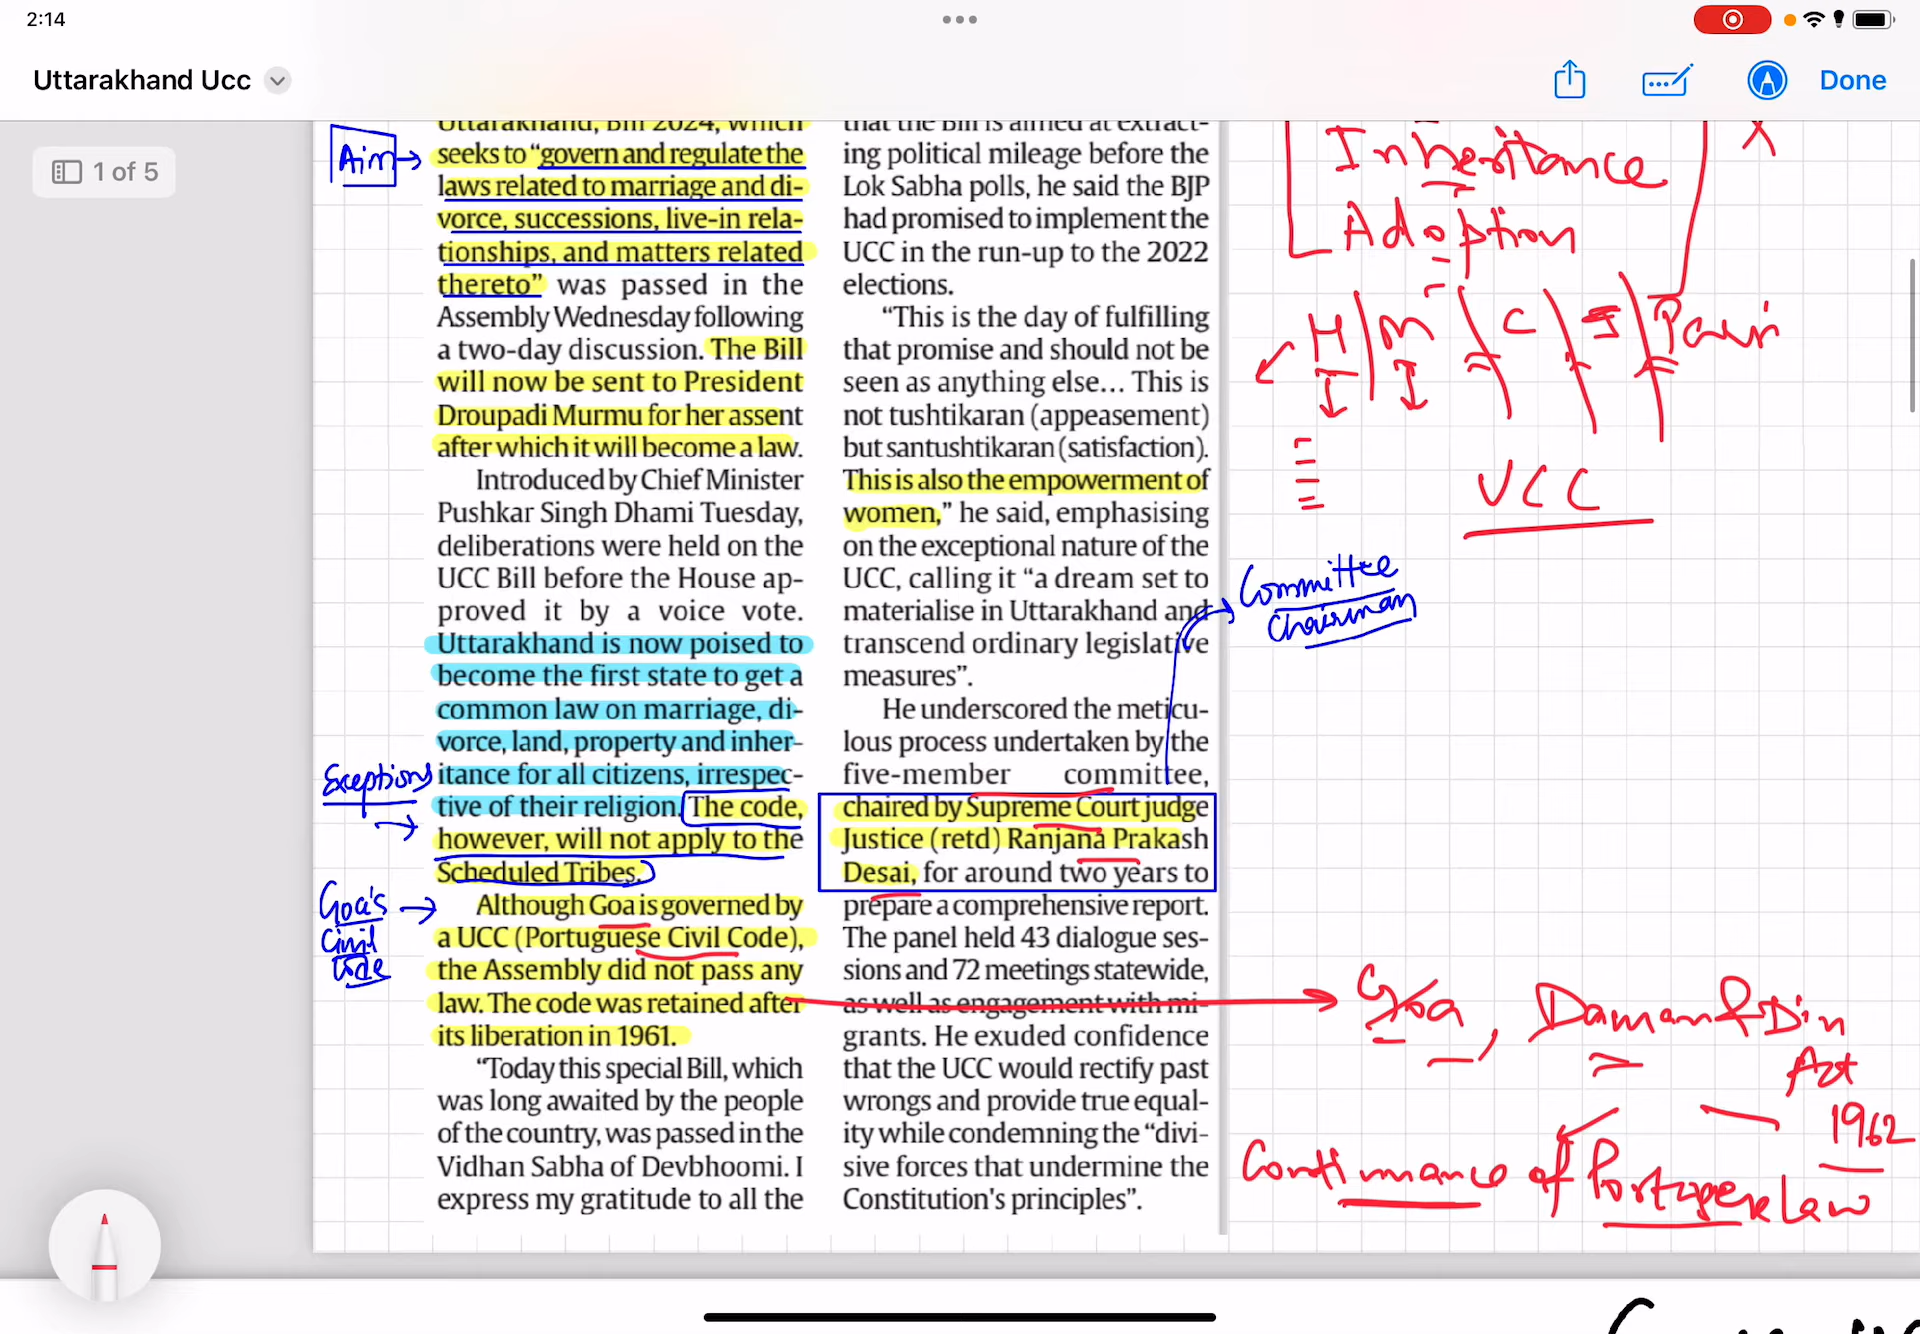 2:14
Uttarakhand Ucc
Done
1 of 5
Aim
Uttarakhand, Bill 2024, which
seeks to “govern and regulate the
laws related to marriage and di-
vorce, successions, live-in rela-
tionships, and matters related
thereto” was passed in the
Assembly Wednesday following
a two-day discussion. The Bill
will now be sent to President
Droupadi Murmu for her assent
after which it will become a law.
Introduced by Chief Minister
Pushkar Singh Dhami Tuesday,
deliberations were held on the
UCC Bill before the House ap-
proved it by a voice vote.
Uttarakhand is now poised to
become the first state to get a
common law on marriage, di-
vorce, land, property and inher-
itance for all citizens, irrespec-
tive of their religion. The code,
however, will not apply to the
Scheduled Tribes.
Although Goa is governed by
a UCC (Portuguese Civil Code),
the Assembly did not pass any
law. The code was retained after
its liberation in 1961.
“Today this special Bill, which
was long awaited by the people
of the country, was passed in the
Vidhan Sabha of Devbhoomi. I
express my gratitude to all the
Exceptions
Goa's
Civil
Code
that the Bill is aimed at extract-
ing political mileage before the
Lok Sabha polls, he said the BJP
had promised to implement the
UCC in the run-up to the 2022
elections.
“This is the day of fulfilling
that promise and should not be
seen as anything else... This is
not tushtikaran (appeasement)
but santushtikaran (satisfaction).
This is also the empowerment of
women,” he said, emphasising
on the exceptional nature of the
UCC, calling it “a dream set to
materialise in Uttarakhand and
transcend ordinary legislative
measures”.
He underscored the meticu-
lous process undertaken by the
five-member committee,
chaired by Supreme Court judge
Justice (retd) Ranjana Prakash
Desai, for around two years to
prepare a comprehensive report.
The panel held 43 dialogue ses-
sions and 72 meetings statewide,
as well as engagement with mi-
grants. He exuded confidence
that the UCC would rectify past
wrongs and provide true equal-
ity while condemning the “divi-
sive forces that undermine the
Constitution's principles”.
Inheritance
Adoption
H M C Parsi
UCC
Committee
Chairman
Goa, Daman & Diu
Act
1962
Continuance of Portuguese law